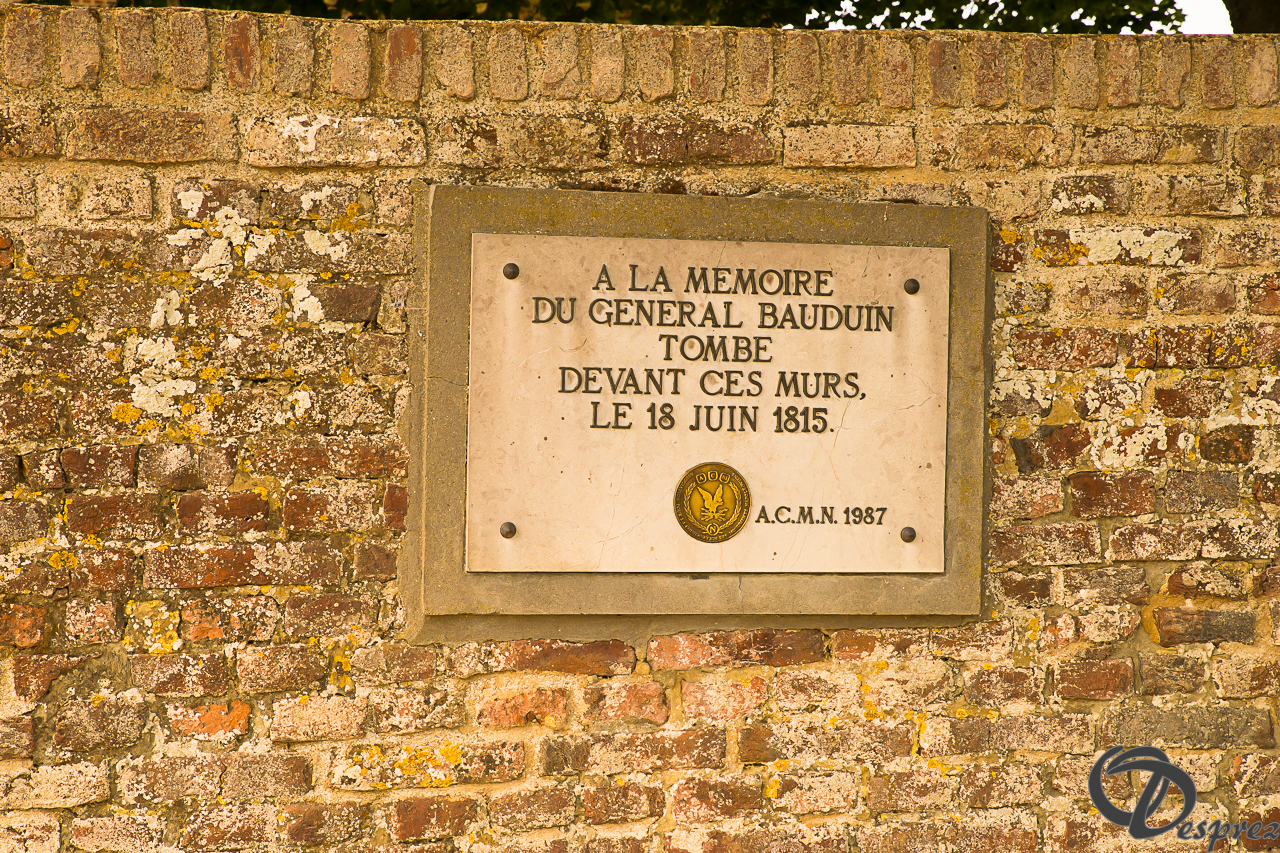 A LA MEMOIRE
DU GENERAL BAUDUIN
TOMBE
DEVANT CES MURS,
LE 18 JUIN 1815.
A.C.M.N. 1987
Desprez